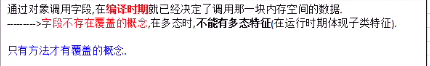 通过对象调用字段,在编译时期就已经决定了调用那一块内存空间的数据.
--------->字段不存在覆盖的概念,在多态时,不能有多态特征(在运行时期体现子类特征).
只有方法才有覆盖的概念.